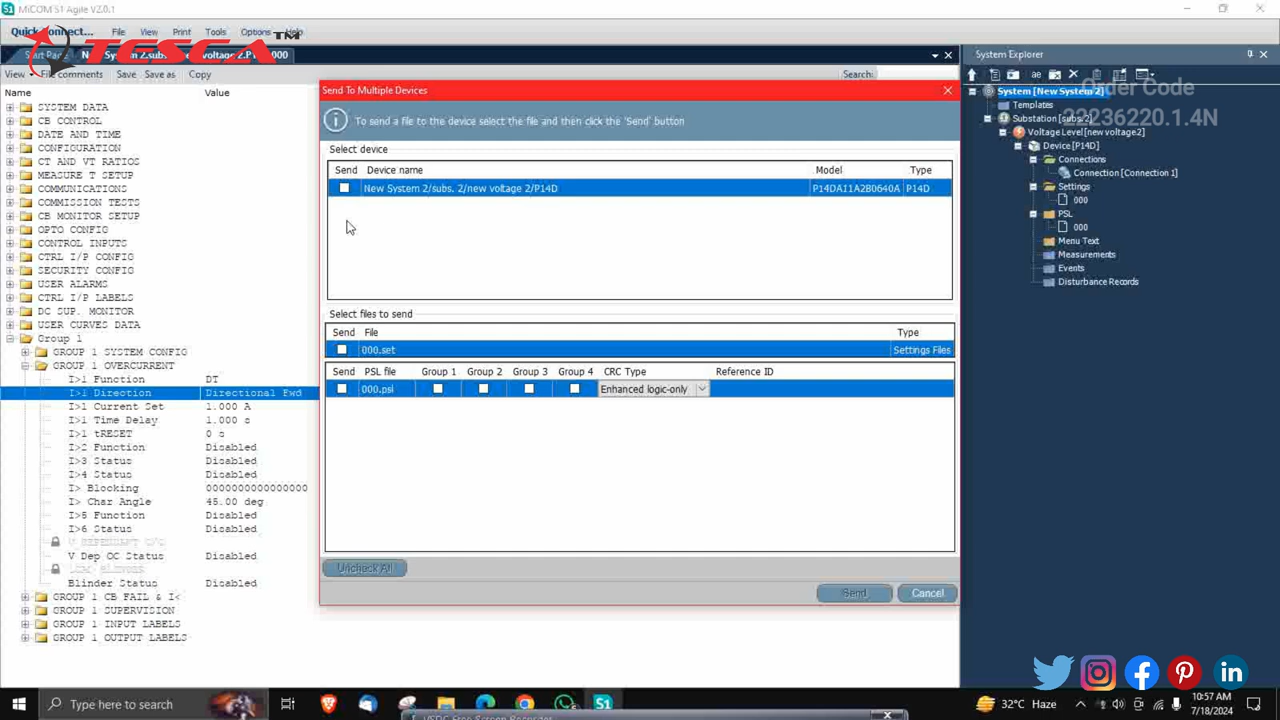 MiCOM S1 Agile V2.0.1
Quick Connect... File View Print Tools Options Help
TESCA TM
Start Page
View File comments Save Save as Copy Search:
Name Value
SYSTEM DATA
CB CONTROL
DATE AND TIME
CONFIGURATION
CT AND VT RATIOS
MEASURE T SETUP
COMMUNICATIONS
COMMISSION TESTS
CB MONITOR SETUP
OPTO CONFIG
CONTROL INPUTS
CTRL I/P CONFIG
SECURITY CONFIG
USER ALARMS
CTRL I/P LABELS
DC SUP. MONITOR
USER CURVES DATA
Group 1
GROUP 1 SYSTEM CONFIG
GROUP 1 OVERCURRENT
I>1 Function DT
I>1 Direction Directional Fwd
I>1 Current Set 1.000 A
I>1 Time Delay 1.000 s
I>1 tRESET 0 s
I>2 Function Disabled
I>3 Status Disabled
I>4 Status Disabled
I> Blocking 0000000000000000
I> Char Angle 45.00 deg
I>5 Function Disabled
I>6 Status Disabled
V Dep OC Status Disabled
Blinder Status Disabled
GROUP 1 CB FAIL & I<
GROUP 1 SUPERVISION
GROUP 1 INPUT LABELS
GROUP 1 OUTPUT LABELS
Send To Multiple Devices
To send a file to the device select the file and then click the 'Send' button
Select device
Send Device name Model Type
New System 2/subs. 2/new voltage 2/P14D P14DA11A2B0640A P14D
Select files to send
Send File Type
000.set Settings Files
Send PSL file Group 1 Group 2 Group 3 Group 4 CRC Type Reference ID
000.psl Enhanced logic-only
Uncheck All
Send Cancel
System Explorer
System [New System 2]
Order Code
22236220.1.4N
Templates
Substation [subs.2]
Voltage Level[new voltage2]
Device [P14D]
Connections
Connection [Connection 1]
Settings
000
PSL
000
Menu Text
Measurements
Events
Disturbance Records
Type here to search
32°C Haze
10:57 AM
7/18/2024